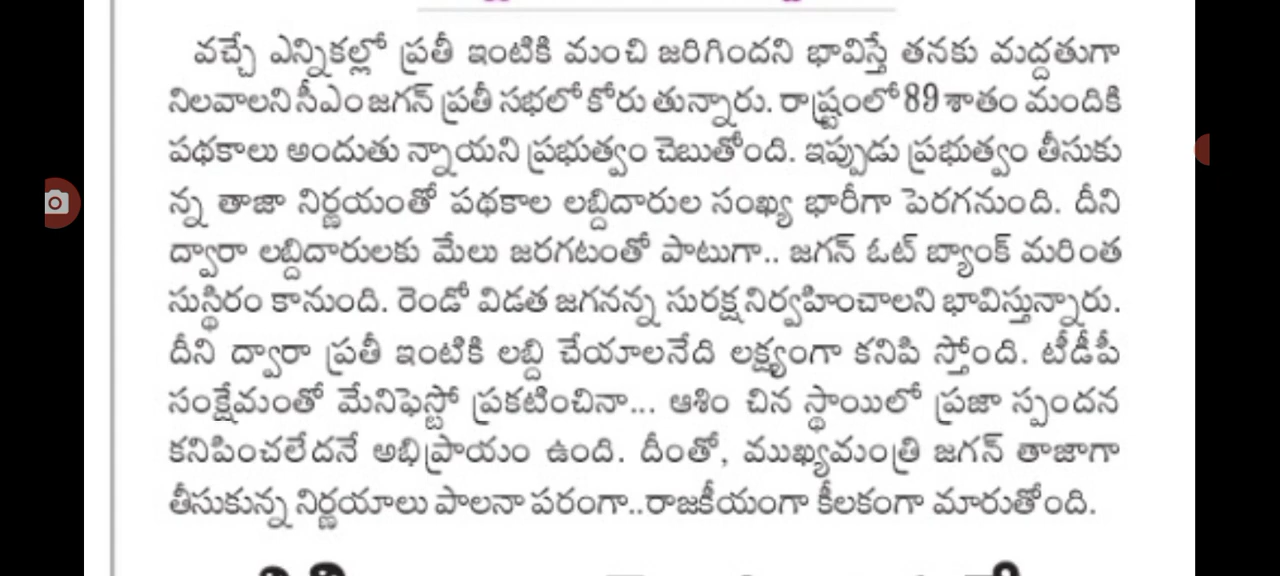 వచ్చే ఎన్నికల్లో ప్రతీ ఇంటికి మంచి జరిగిందని భావిస్తే తనకు మద్దతుగా
నిలవాలని సీఎం జగన్ ప్రతీ సభలో కోరు తున్నారు. రాష్ట్రంలో 89 శాతం మందికి
పథకాలు అందుతు న్నాయని ప్రభుత్వం చెబుతోంది. ఇప్పుడు ప్రభుత్వం తీసుకు
న్న తాజా నిర్ణయంతో పథకాల లబ్దిదారుల సంఖ్య భారీగా పెరగనుంది. దీని
ద్వారా లబ్దిదారులకు మేలు జరగటంతో పాటుగా.. జగన్ ఓట్ బ్యాంక్ మరింత
సుస్థిరం కానుంది. రెండో విడత జగనన్న సురక్ష నిర్వహించాలని భావిస్తున్నారు.
దీని ద్వారా ప్రతీ ఇంటికి లబ్ది చేయాలనేది లక్ష్యంగా కనిపి స్తోంది. టీడీపీ
సంక్షేమంతో మేనిఫెస్టో ప్రకటించినా... ఆశిం చిన స్థాయిలో ప్రజా స్పందన
కనిపించలేదనే అభిప్రాయం ఉంది. దీంతో, ముఖ్యమంత్రి జగన్ తాజాగా
తీసుకున్న నిర్ణయాలు పాలనా పరంగా..రాజకీయంగా కీలకంగా మారుతోంది.